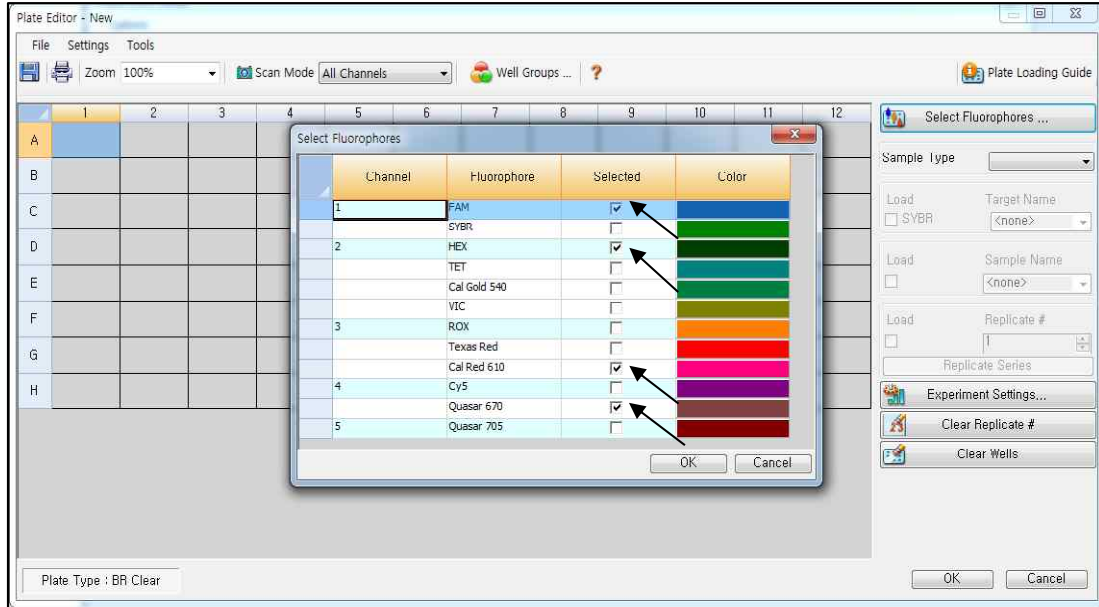 Plate Editor - New
File Settings Tools
Zoom 100% Scan Mode All Channels Well Groups ... ? Plate Loading Guide
1 2 3 4 5 6 7 8 9 10 11 12
A
B
C
D
E
F
G
H
Select Fluorophores
Channel Fluorophore Selected Color
1 FAM
SYBR
2 HEX
TET
Cal Gold 540
VIC
3 ROX
Texas Red
Cal Red 610
4 Cy5
Quasar 670
5 Quasar 705
OK Cancel
Select Fluorophores ...
Sample Type
Load Target Name
SYBR <none>
Load Sample Name
<none>
Load Replicate #
1
Replicate Series
Experiment Settings...
Clear Replicate #
Clear Wells
Plate Type : BR Clear
OK Cancel